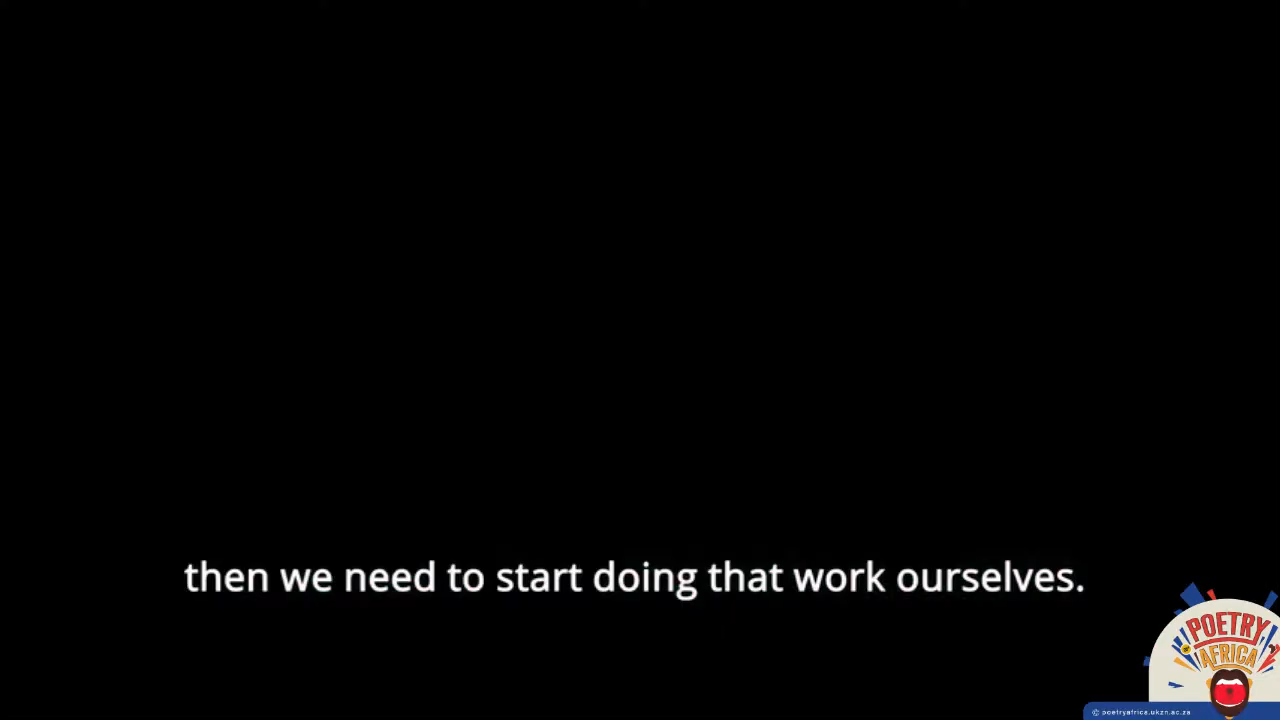 then we need to start doing that work ourselves.
POETRY
AFRICA
© poetryafrica.ukzn.ac.za